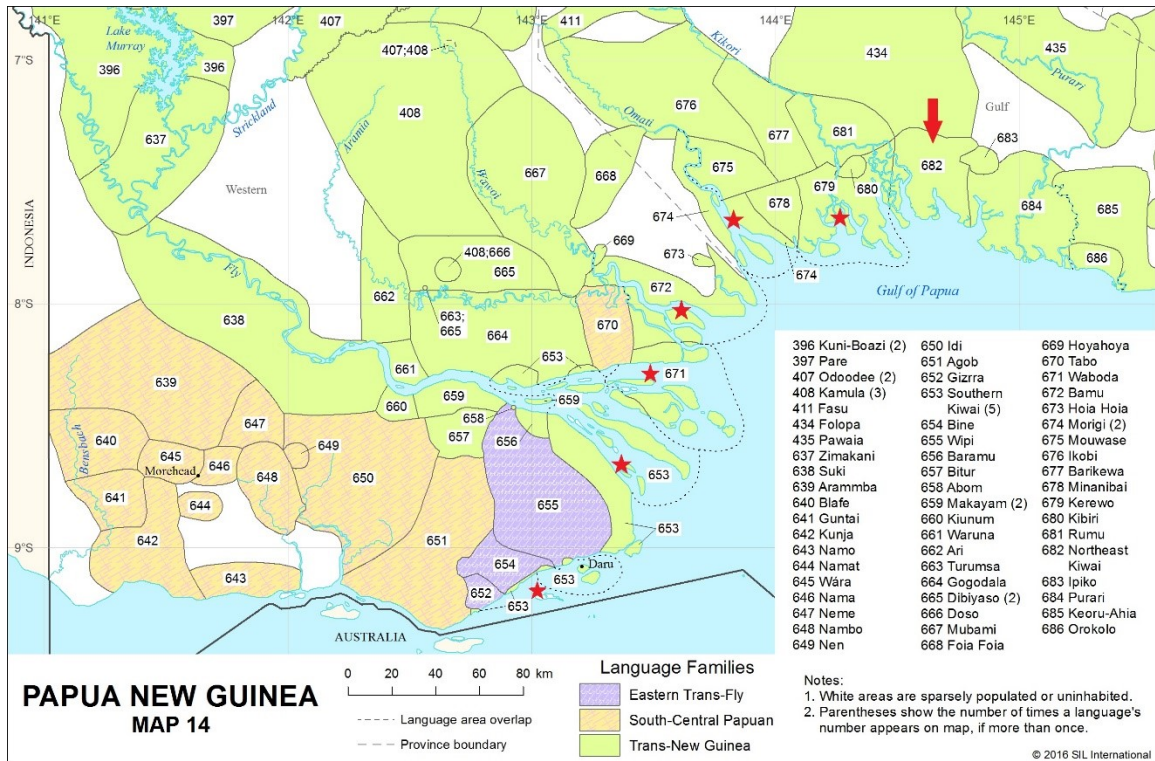 141°E 397 142°E 407 143°E 411 144°E 145°E
Lake Murray
396
396
407;408
Kikori
434
435
Purari
7°S
637
Strickland
408
Aramia
Wawoi
Omati
676
677
681
Gulf
683
Western
667
668
675
679
680
682
INDONESIA
674
678
684
685
669
673
674
686
Fly
408;666
665
672
Gulf of Papua
8°S
662
663;
665
638
664
670
639
661
653
671
660
659
659
647
658
657
656
Bensbach
640
645
Morehead
646
649
648
650
653
641
644
655
642
651
653
9°S
643
654
652
653
Daru
653
AUSTRALIA
396 Kuni-Boazi (2)
397 Pare
407 Odoodee (2)
408 Kamula (3)
411 Fasu
434 Folopa
435 Pawaia
637 Zimakani
638 Suki
639 Arammba
640 Blafe
641 Guntai
642 Kunja
643 Namo
644 Namat
645 Wára
646 Nama
647 Neme
648 Nambo
649 Nen
650 Idi
651 Agob
652 Gizrra
653 Southern
Kiwai (5)
654 Bine
655 Wipi
656 Baramu
657 Bitur
658 Abom
659 Makayam (2)
660 Kiunum
661 Waruna
662 Ari
663 Turumsa
664 Gogodala
665 Dibiyaso (2)
666 Doso
667 Mubami
668 Foia Foia
669 Hoyahoya
670 Tabo
671 Waboda
672 Bamu
673 Hoia Hoia
674 Morigi (2)
675 Mouwase
676 Ikobi
677 Barikewa
678 Minanibai
679 Kerewo
680 Kibiri
681 Rumu
682 Northeast
Kiwai
683 Ipiko
684 Purari
685 Keoru-Ahia
686 Orokolo
PAPUA NEW GUINEA
MAP 14
0 20 40 60 80 km
Language area overlap
Province boundary
Language Families
Eastern Trans-Fly
South-Central Papuan
Trans-New Guinea
Notes:
1. White areas are sparsely populated or uninhabited.
2. Parentheses show the number of times a language's
number appears on map, if more than once.
© 2016 SIL International